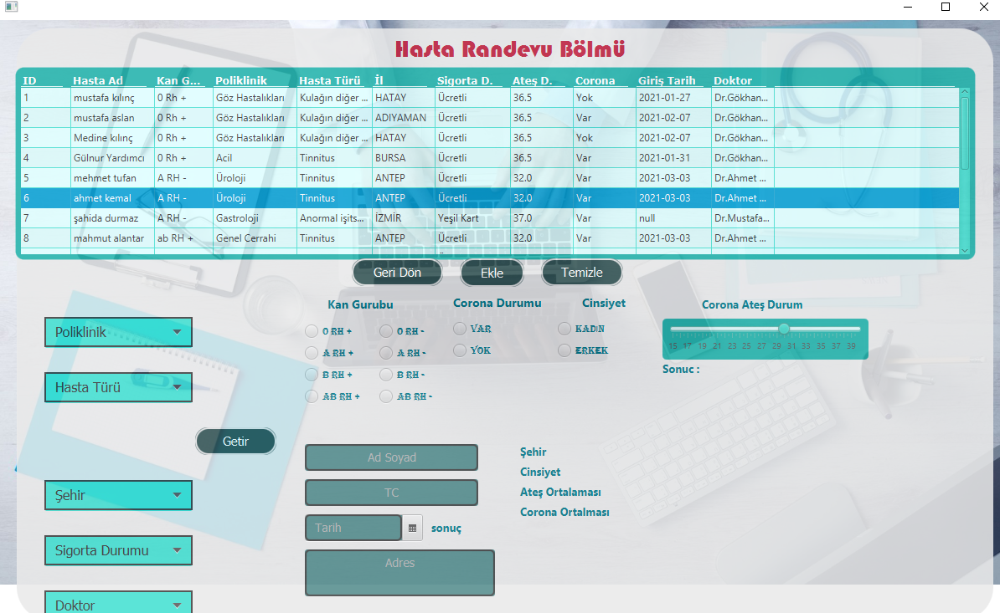 Hasta Randevu Bölmü
ID Hasta Ad Kan G... Poliklinik Hasta Türü İl Sigorta D. Ateş D. Corona Giriş Tarih Doktor
1 mustafa kılınç 0 Rh + Göz Hastalıkları Kulağın diğer ... HATAY Ücretli 36.5 Yok 2021-01-27 Dr.Gökhan...
2 mustafa aslan 0 Rh + Göz Hastalıkları Kulağın diğer ... ADIYAMAN Ücretli 36.5 Var 2021-02-07 Dr.Gökhan...
3 Medine kılınç 0 Rh + Göz Hastalıkları Kulağın diğer ... HATAY Ücretli 36.5 Yok 2021-02-07 Dr.Gökhan...
4 Gülnur Yardımcı 0 Rh + Acil Tinnitus BURSA Ücretli 36.5 Var 2021-01-31 Dr.Gökhan...
5 mehmet tufan A RH - Üroloji Tinnitus ANTEP Ücretli 32.0 Var 2021-03-03 Dr.Ahmet ...
6 ahmet kemal A RH - Üroloji Tinnitus ANTEP Ücretli 32.0 Var 2021-03-03 Dr.Ahmet ...
7 şahida durmaz A RH - Gastroloji Anormal işits... İZMİR Yeşil Kart 37.0 Var null Dr.Mustafa...
8 mahmut alantar ab RH + Genel Cerrahi Tinnitus ANTEP Ücretli 32.0 Var 2021-03-03 Dr.Ahmet ...
Geri Dön Ekle Temizle
Kan Gurubu Corona Durumu Cinsiyet Corona Ateş Durum
0 RH + 0 RH - VAR KADIN
A RH + A RH - YOK ERKEK
B RH + B RH -
AB RH + AB RH -
15 17 19 21 23 25 27 29 31 33 35 37 39
Sonuc :
Poliklinik
Hasta Türü
Getir
Şehir
Sigorta Durumu
Doktor
Ad Soyad
TC
Tarih sonuç
Adres
Şehir
Cinsiyet
Ateş Ortalaması
Corona Ortalması